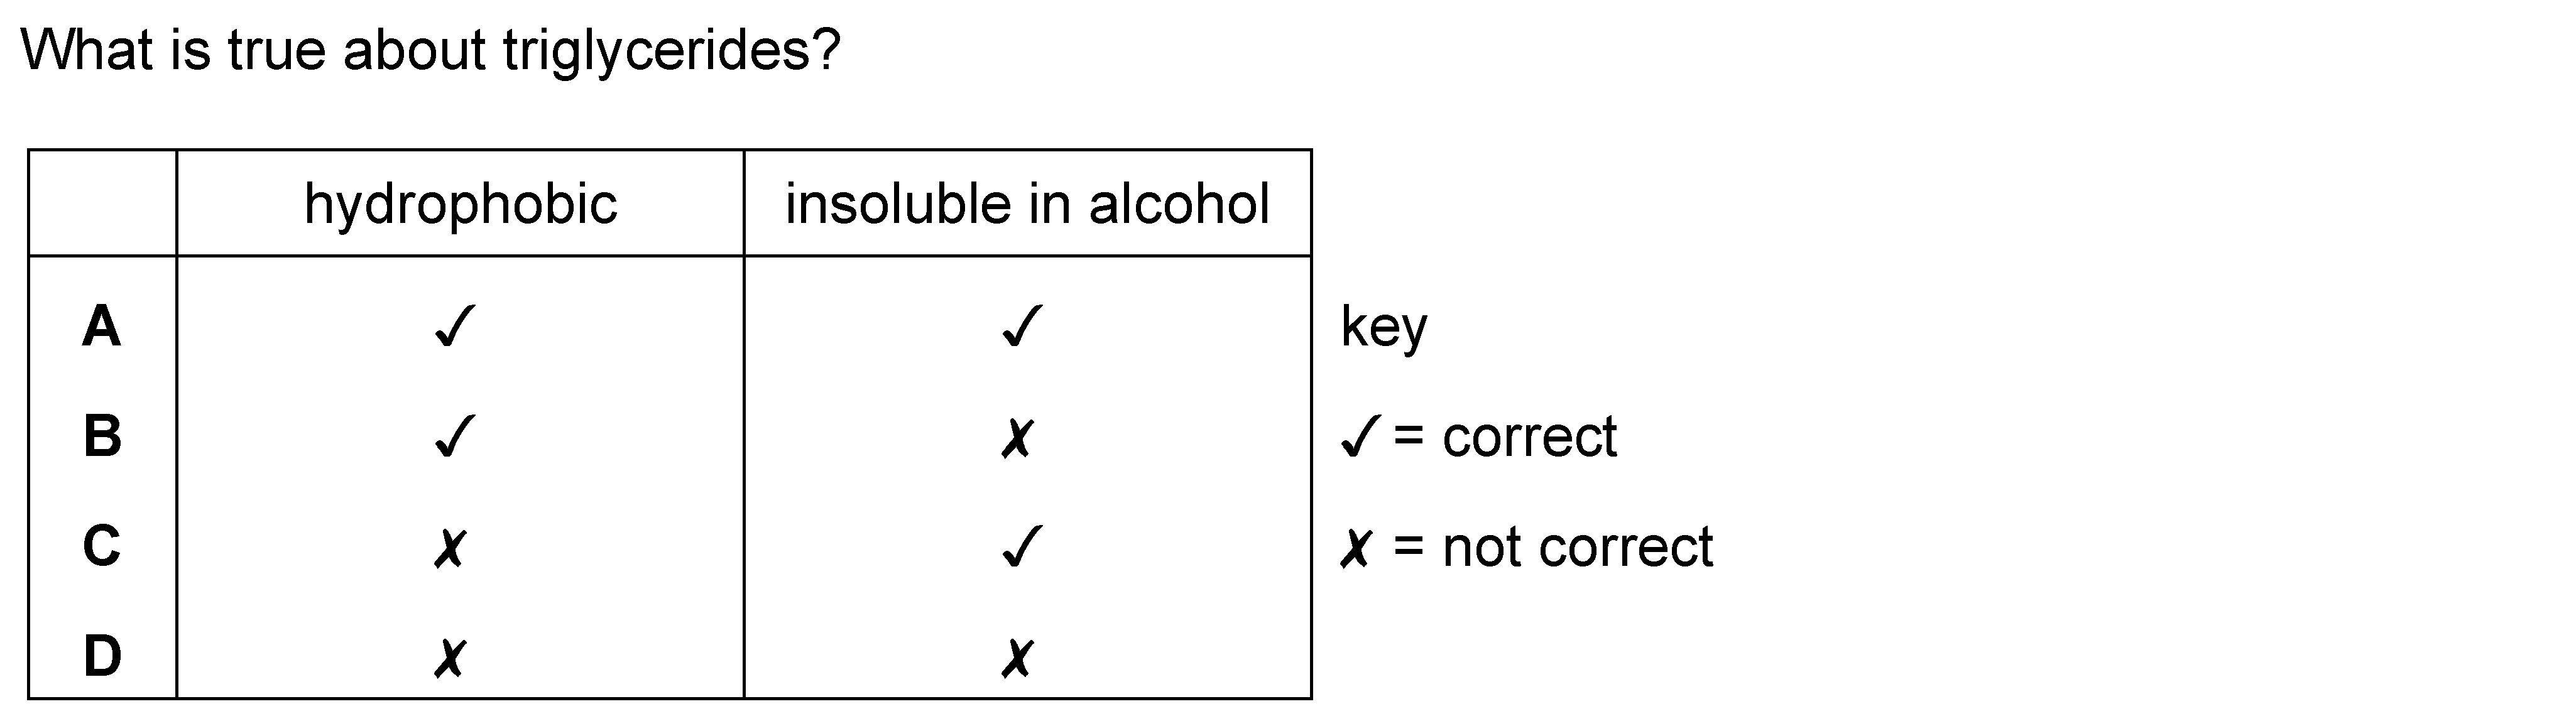 What is true about triglycerides?
hydrophobic insoluble in alcohol
A ✓ ✓ key
B ✓ ✗ ✓ = correct
C ✗ ✓ ✗ = not correct
D ✗ ✗